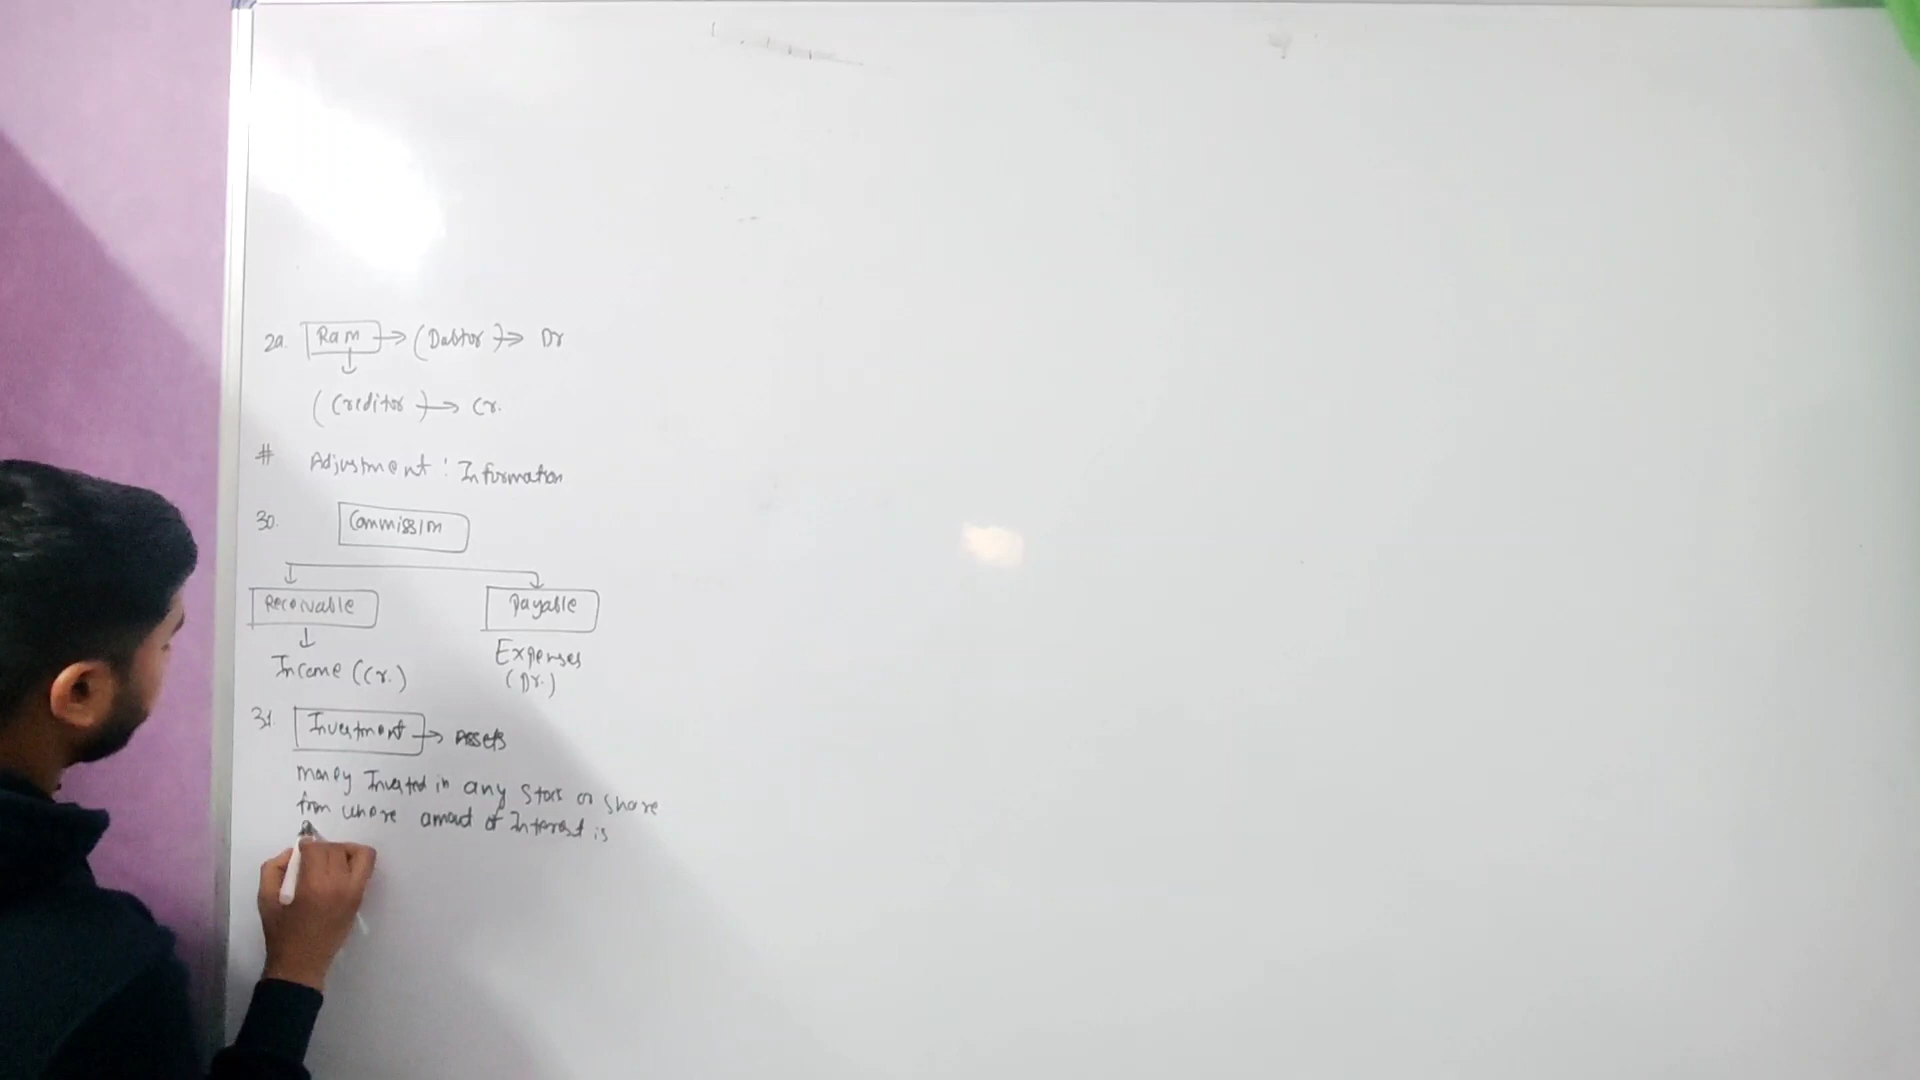 29. Ram → (Debtor) → Dr
↓
(Creditor) → Cr.
# Adjustment : Information
30. Commission
Receivable Payable
↓
Income (Cr.) Expenses (Dr.)
31. Investment → Assets
Money Invested in any Stock or Share
from where amount of Interest is